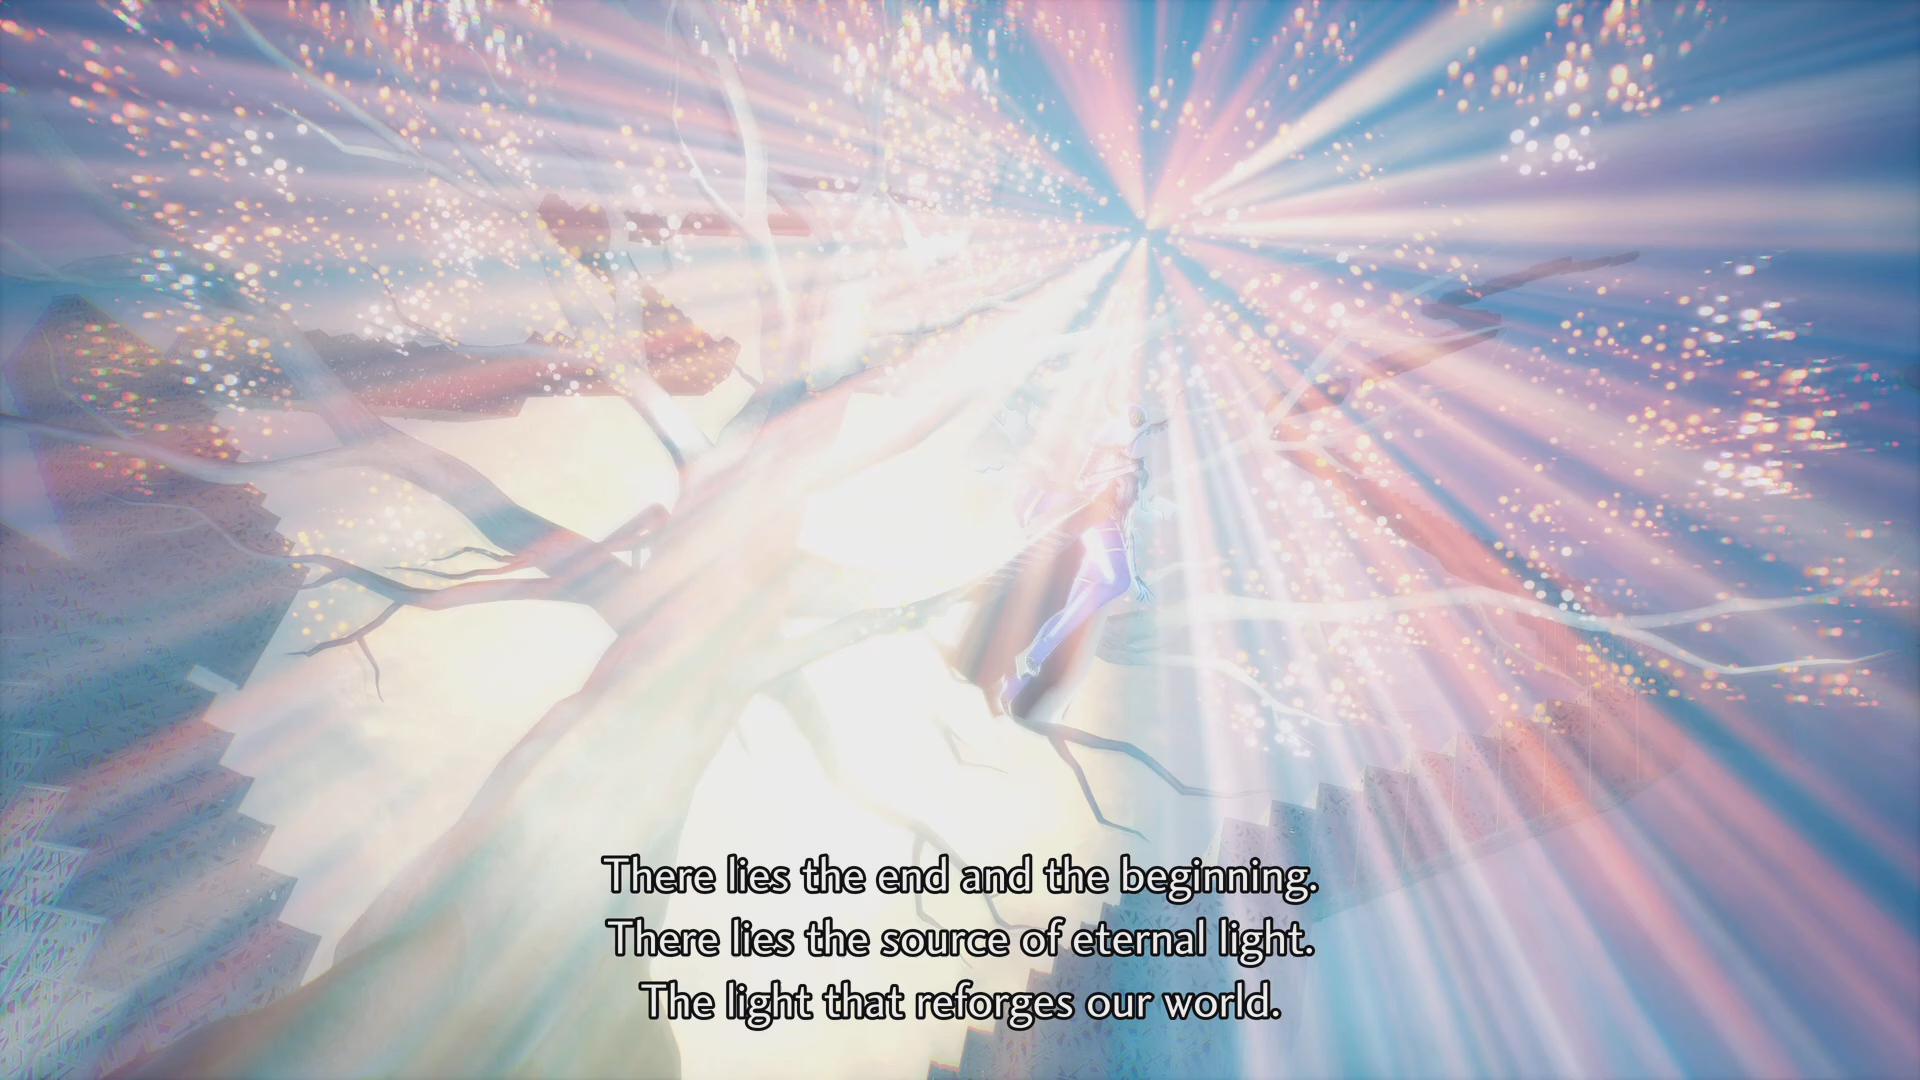 There lies the end and the beginning.
There lies the source of eternal light.
The light that reforges our world.